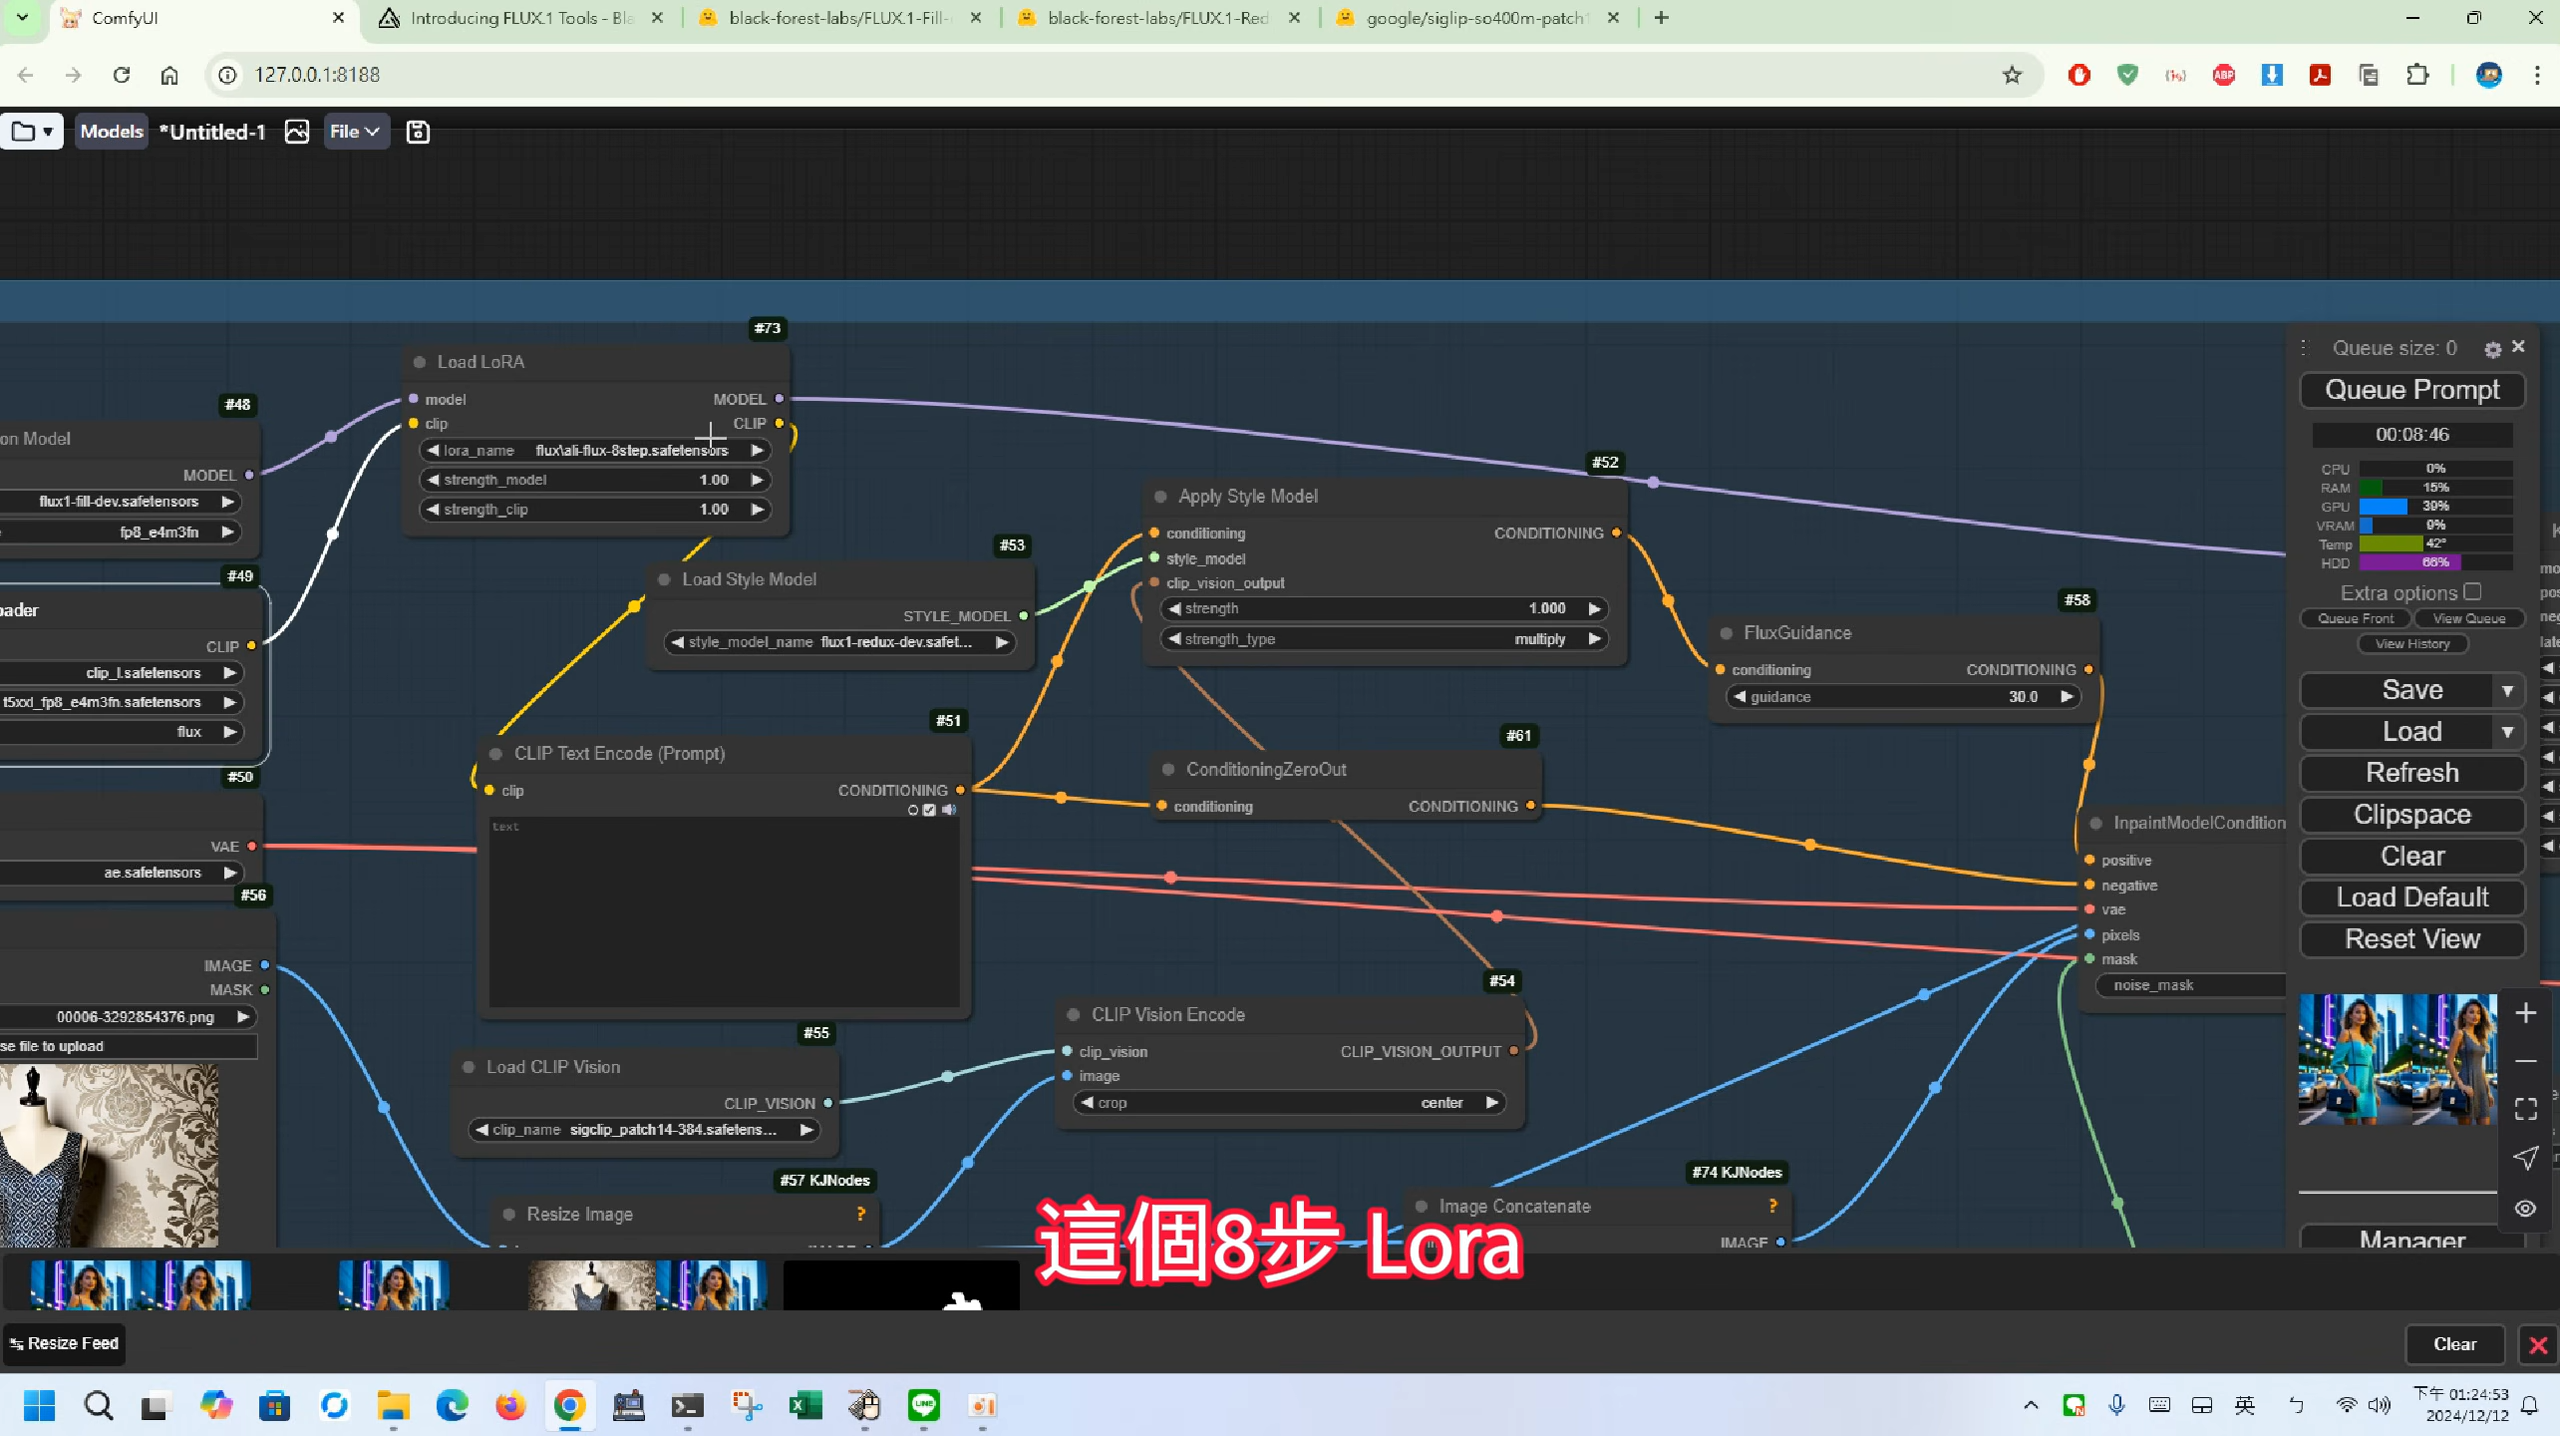 ComfyUI
Introducing FLUX.1 Tools - Bla
black-forest-labs/FLUX.1-Fill-
black-forest-labs/FLUX.1-Red
google/siglip-so400m-patch1
127.0.0.1:8188
ABP
Models
*Untitled-1
File
#73
Load LoRA
model
MODEL
clip
CLIP
lora_name
flux\ali-flux-8step.safetensors
strength_model
1.00
strength_clip
1.00
#48
on Model
MODEL
flux1-fill-dev.safetensors
fp8_e4m3fn
#49
oader
CLIP
clip_l.safetensors
t5xxl_fp8_e4m3fn.safetensors
flux
#50
VAE
ae.safetensors
#56
IMAGE
MASK
00006-3292854376.png
se file to upload
#53
Load Style Model
STYLE_MODEL
style_model_name
flux1-redux-dev.safet...
#51
CLIP Text Encode (Prompt)
clip
CONDITIONING
text
#55
Load CLIP Vision
CLIP_VISION
clip_name
sigclip_patch14-384.safetens...
#57 KJNodes
Resize Image
?
#52
Apply Style Model
conditioning
CONDITIONING
style_model
clip_vision_output
strength
1.000
strength_type
multiply
#61
ConditioningZeroOut
conditioning
CONDITIONING
#54
CLIP Vision Encode
clip_vision
CLIP_VISION_OUTPUT
image
crop
center
#74 KJNodes
Image Concatenate
?
IMAGE
#58
FluxGuidance
conditioning
CONDITIONING
guidance
30.0
InpaintModelCondition
positive
negative
vae
pixels
mask
noise_mask
Queue size: 0
Queue Prompt
00:08:46
CPU
0%
RAM
15%
GPU
39%
VRAM
9%
Temp
42°
HDD
66%
Extra options
Queue Front
View Queue
View History
Save
Load
Refresh
Clipspace
Clear
Load Default
Reset View
Manager
這個8步 Lora
Resize Feed
Clear
英
下午 01:24:53
2024/12/12